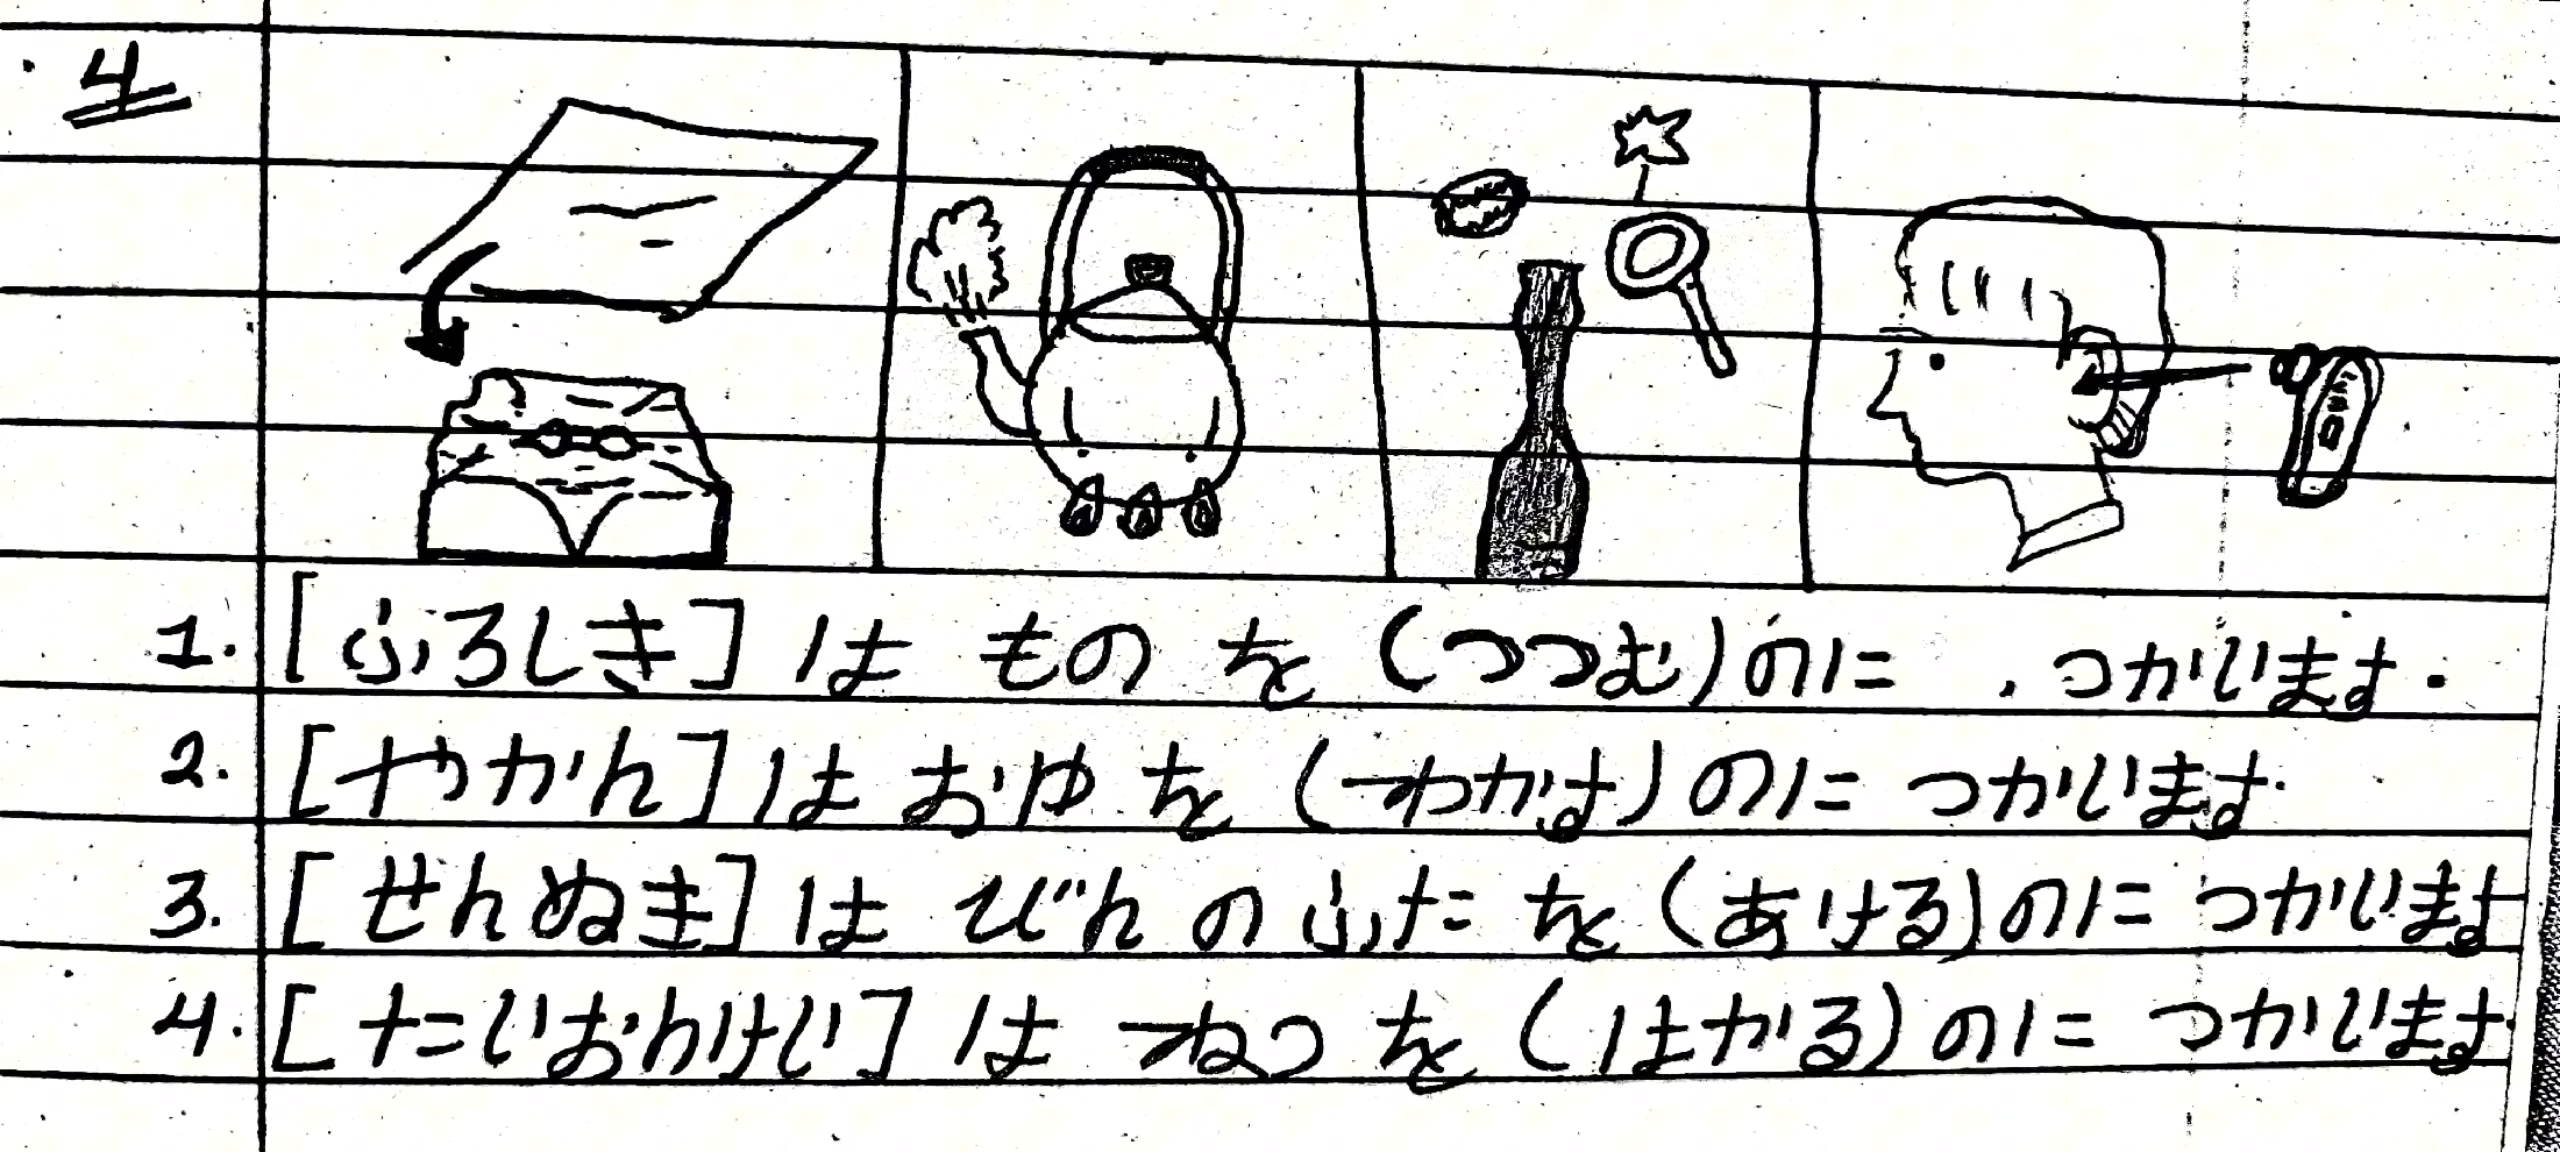 4
1. [ふろしき] は もの を (つつむ)のに 、つかいます.
2. [やかん] は おゆ を (わかす) のに つかいます.
3. [せんぬき] は びん の ふた を (あける)のに つかいます
4. [たいおんけい] は ねつ を (はかる) のに つかいます.